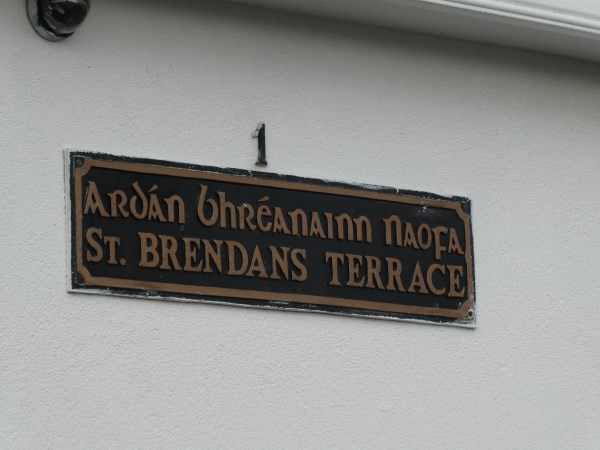 1
Ardán Bhréanainn Naofa
St. BRENDANS TERRACE